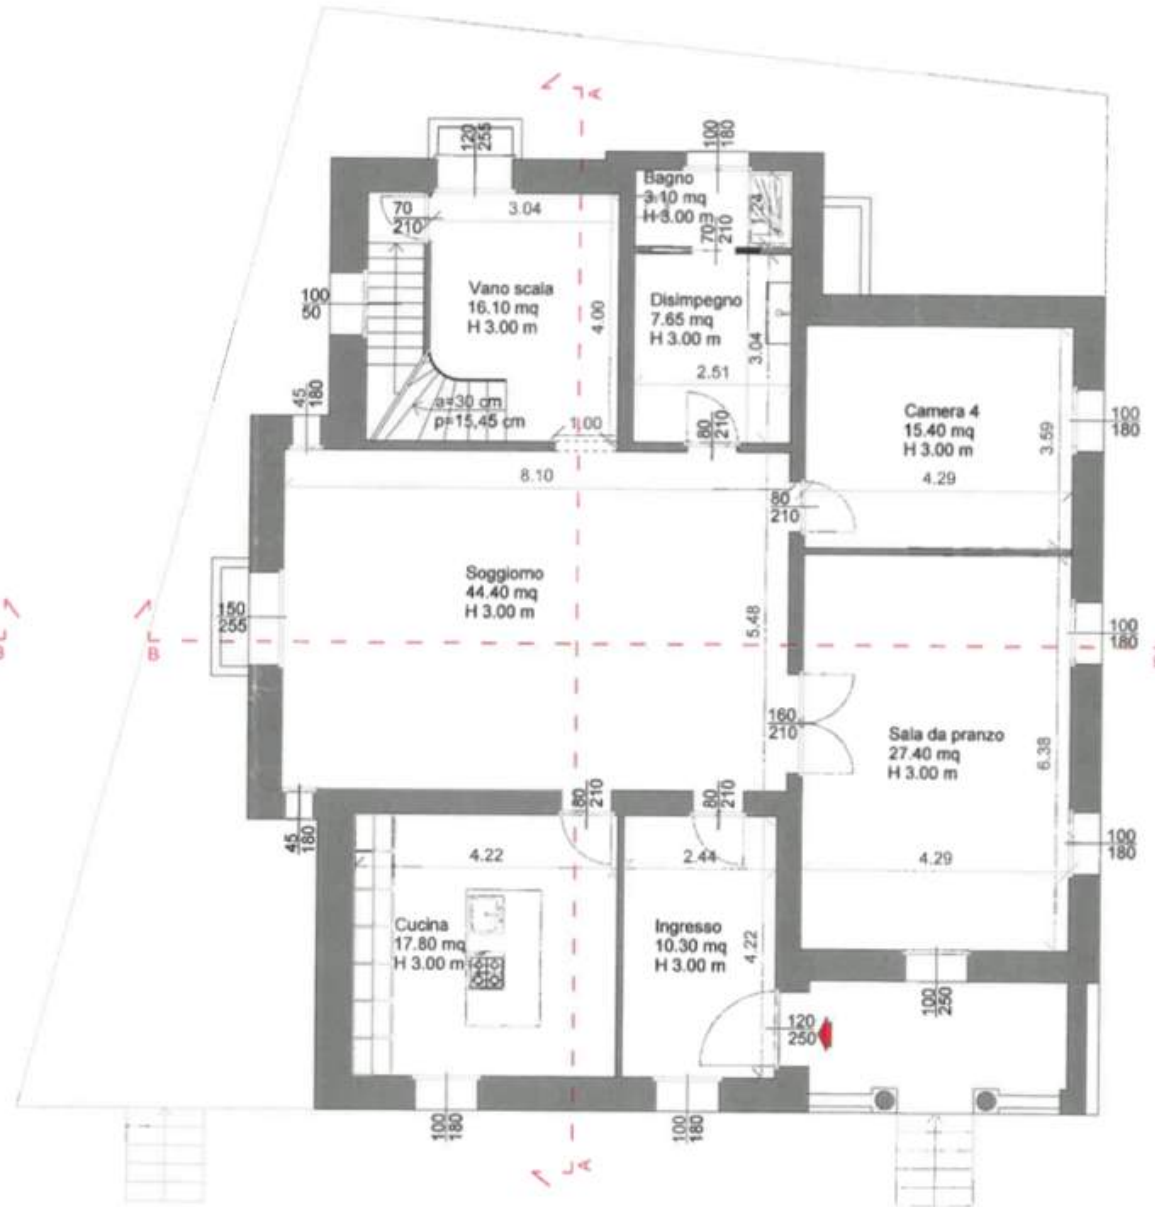 A
120
255
100
180
Bagno
3.10 mq
H 3.00 m
1.24
70
210
70
210
3.04
Vano scala
16.10 mq
H 3.00 m
4.00
100
50
Disimpegno
7.65 mq
H 3.00 m
3.04
2.51
45
180
a=30 cm
p=15,45 cm
1.00
80
210
Camera 4
15.40 mq
H 3.00 m
3.59
4.29
100
180
8.10
80
210
Soggiorno
44.40 mq
H 3.00 m
150
255
5.48
B
B
100
180
160
210
Sala da pranzo
27.40 mq
H 3.00 m
6.38
4.29
100
180
80
210
80
210
45
180
4.22
2.44
Cucina
17.80 mq
H 3.00 m
Ingresso
10.30 mq
H 3.00 m
4.22
120
250
100
250
100
180
100
180
A